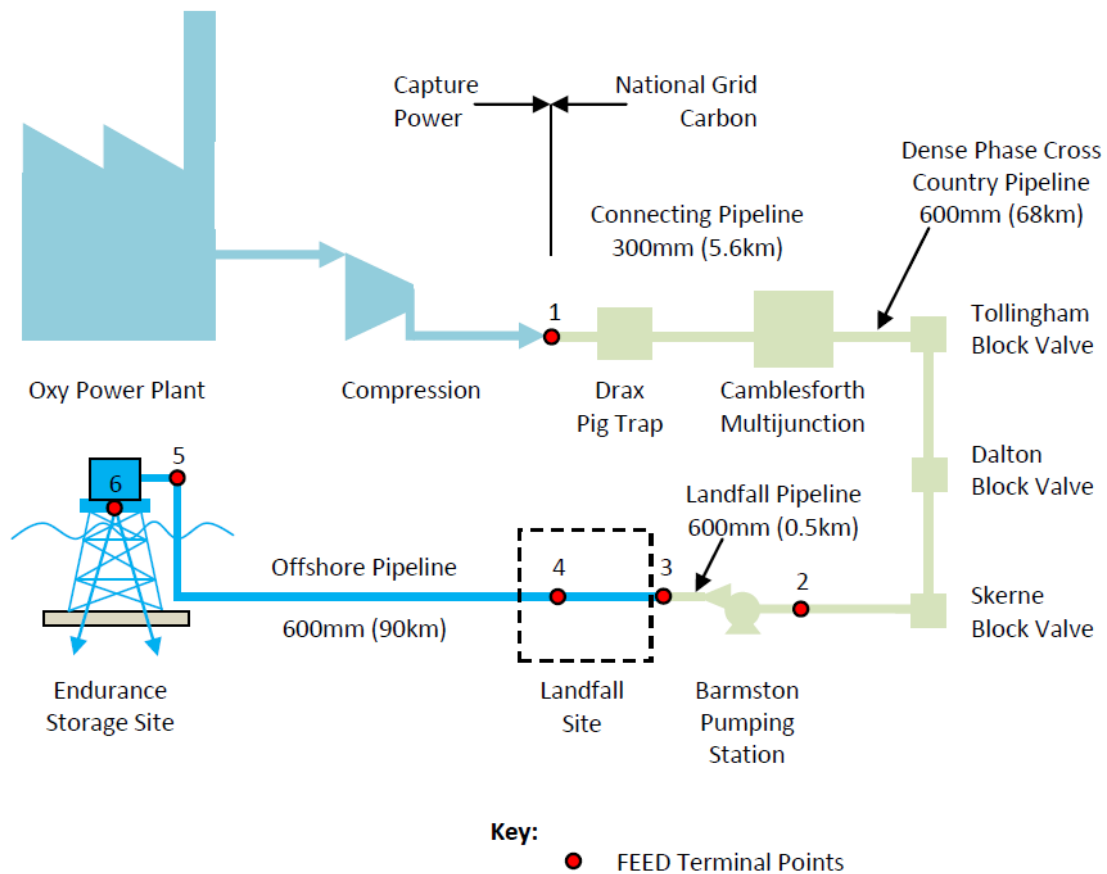 Capture
Power
National Grid
Carbon
Dense Phase Cross
Country Pipeline
600mm (68km)
Connecting Pipeline
300mm (5.6km)
1
Tollingham
Block Valve
Oxy Power Plant
Compression
Drax
Pig Trap
Camblesforth
Multijunction
5
6
Dalton
Block Valve
Landfall Pipeline
600mm (0.5km)
Offshore Pipeline
600mm (90km)
4
3
2
Skerne
Block Valve
Endurance
Storage Site
Landfall
Site
Barmston
Pumping
Station
Key:
FEED Terminal Points